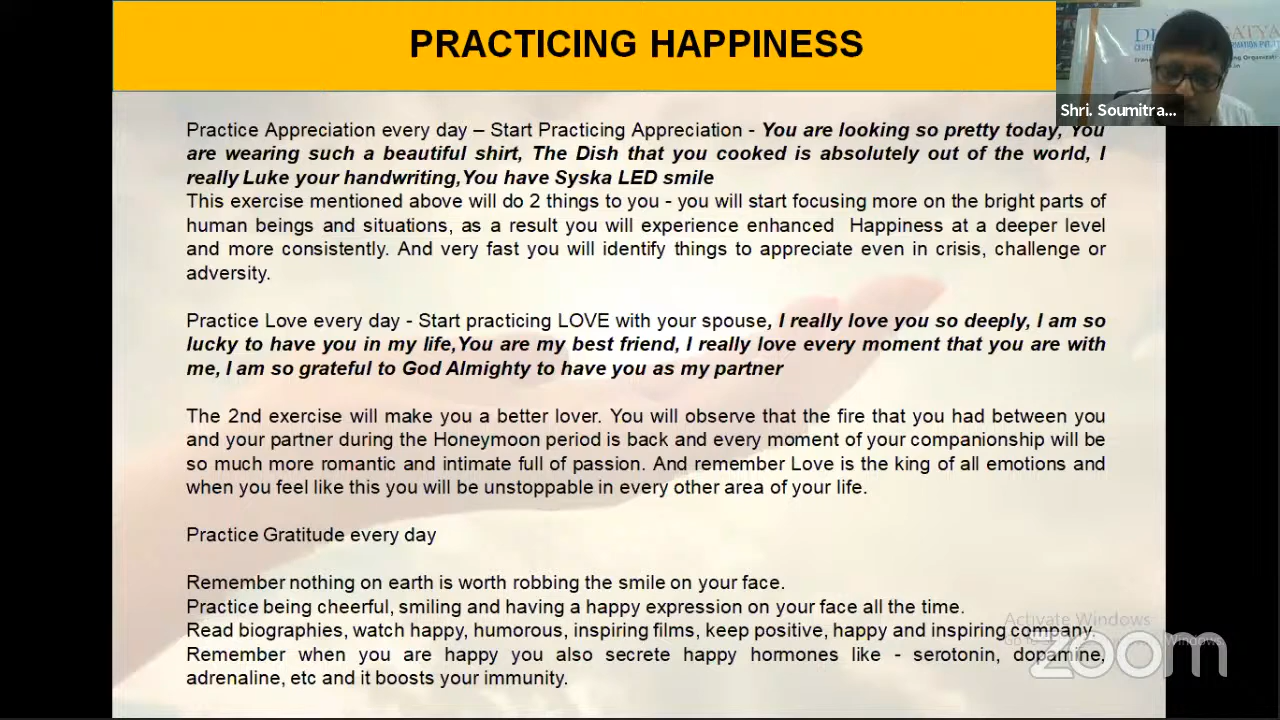 PRACTICING HAPPINESS
Shri. Soumitra...
Practice Appreciation every day – Start Practicing Appreciation - You are looking so pretty today, You
are wearing such a beautiful shirt, The Dish that you cooked is absolutely out of the world, I
really Luke your handwriting,You have Syska LED smile
This exercise mentioned above will do 2 things to you - you will start focusing more on the bright parts of
human beings and situations, as a result you will experience enhanced Happiness at a deeper level
and more consistently. And very fast you will identify things to appreciate even in crisis, challenge or
adversity.
Practice Love every day - Start practicing LOVE with your spouse, I really love you so deeply, I am so
lucky to have you in my life,You are my best friend, I really love every moment that you are with
me, I am so grateful to God Almighty to have you as my partner
The 2nd exercise will make you a better lover. You will observe that the fire that you had between you
and your partner during the Honeymoon period is back and every moment of your companionship will be
so much more romantic and intimate full of passion. And remember Love is the king of all emotions and
when you feel like this you will be unstoppable in every other area of your life.
Practice Gratitude every day
Remember nothing on earth is worth robbing the smile on your face.
Practice being cheerful, smiling and having a happy expression on your face all the time.
Read biographies, watch happy, humorous, inspiring films, keep positive, happy and inspiring company.
Remember when you are happy you also secrete happy hormones like - serotonin, dopamine,
adrenaline, etc and it boosts your immunity.
Activate Windows
zoom